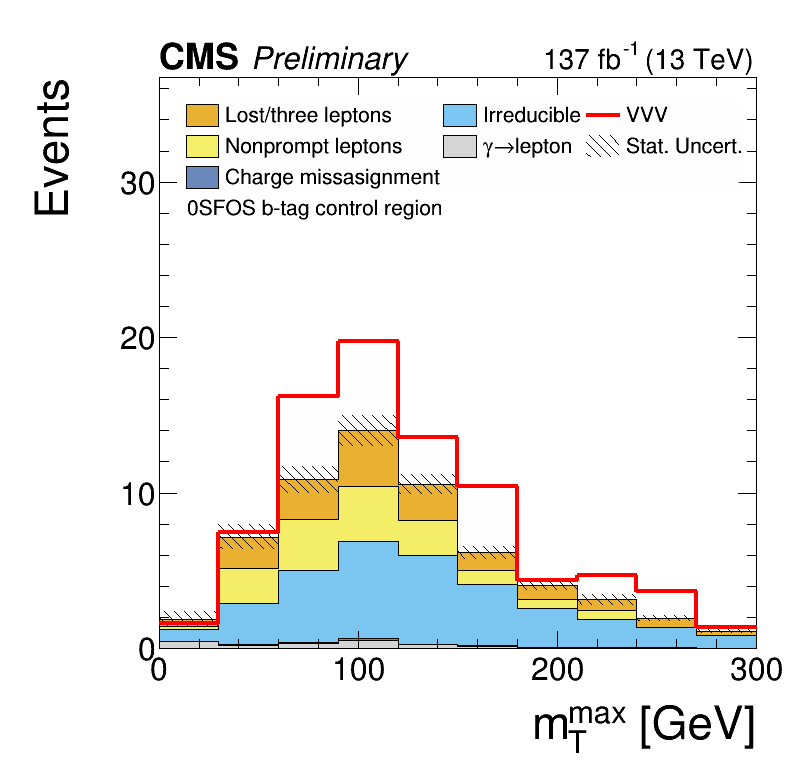 CMS Preliminary 137 fb-1 (13 TeV)
Events
Lost/three leptons Irreducible VVV
Nonprompt leptons γ→lepton Stat. Uncert.
Charge missasignment
0SFOS b-tag control region
30
20
10
0
0 100 200 300
mTmax [GeV]